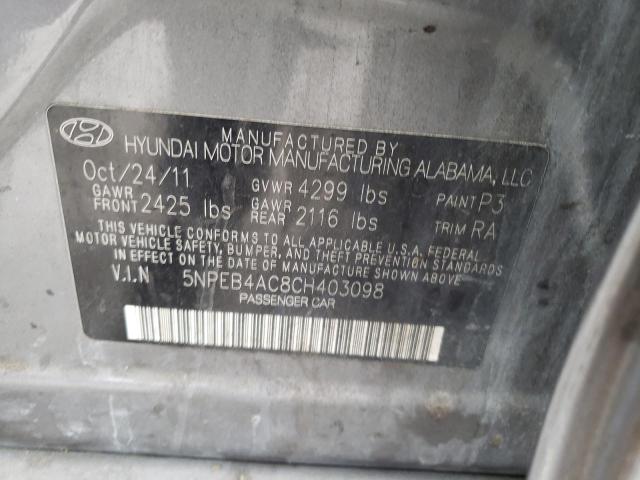 MANUFACTURED BY
HYUNDAI MOTOR MANUFACTURING ALABAMA, LLC
Oct/24/11 GVWR 4299 lbs PAINT P3
GAWR FRONT 2425 lbs GAWR REAR 2116 lbs TRIM RA
THIS VEHICLE CONFORMS TO ALL APPLICABLE U.S.A. FEDERAL
MOTOR VEHICLE SAFETY, BUMPER, AND THEFT PREVENTION STANDARDS
IN EFFECT ON THE DATE OF MANUFACTURE SHOWN ABOVE
V.I.N 5NPEB4AC8CH403098
PASSENGER CAR